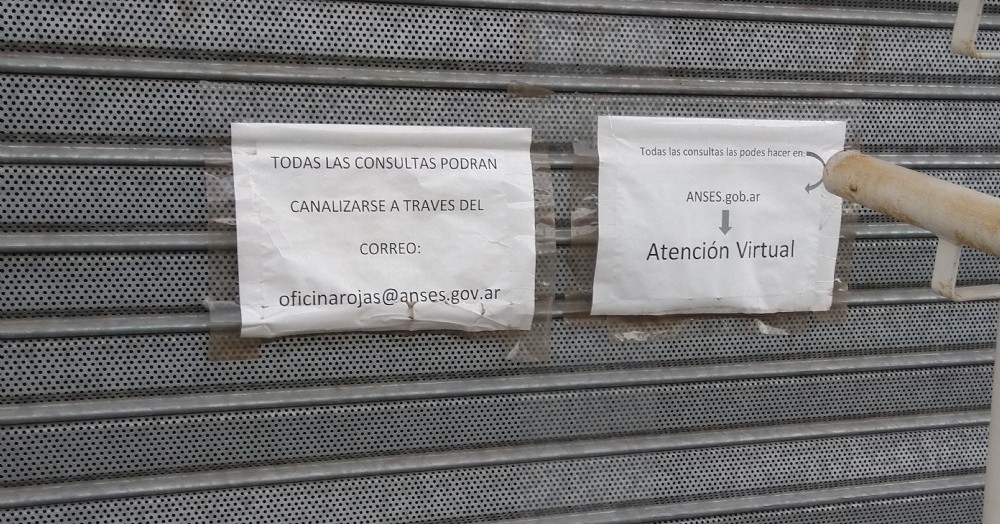 TODAS LAS CONSULTAS PODRAN
CANALIZARSE A TRAVES DEL
CORREO:
oficinarojas@anses.gov.ar
Todas las consultas las podes hacer en:
ANSES.gob.ar
Atención Virtual